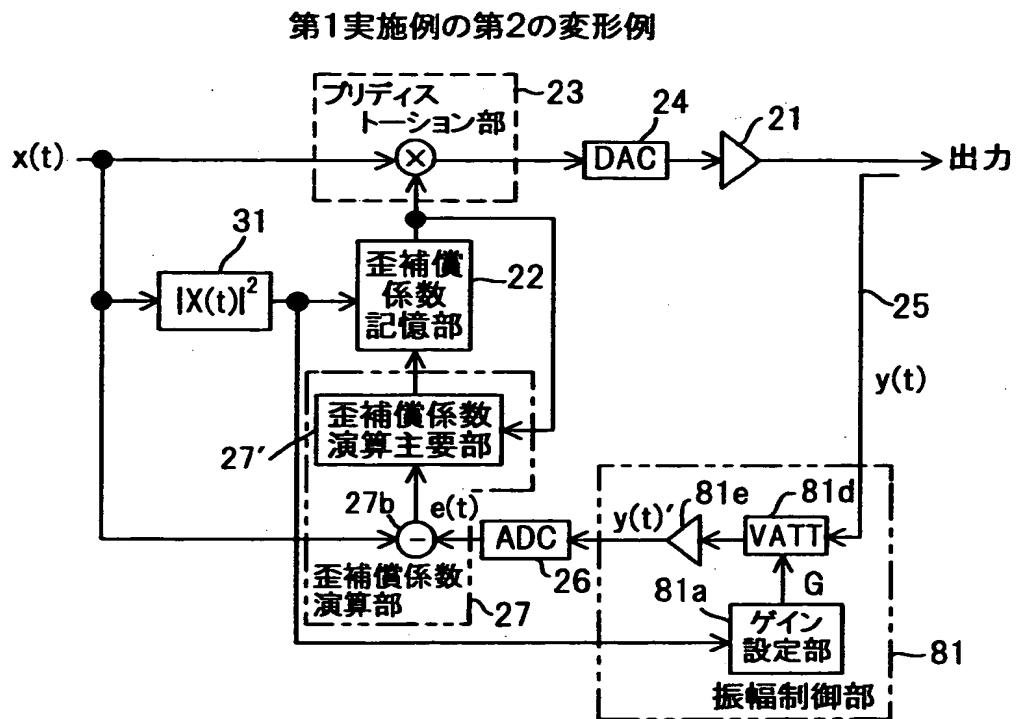 第1実施例の第2の変形例
プリディス
トーション部
23
24
21
x(t)
DAC
出力
31
|X(t)|²
歪補償
係数
記憶部
22
25
y(t)
歪補償係数
演算主要部
27′
27b
e(t)
ADC
26
y(t)′
81e
81d
VATT
G
81a
ゲイン
設定部
81
歪補償係数
演算部
27
振幅制御部